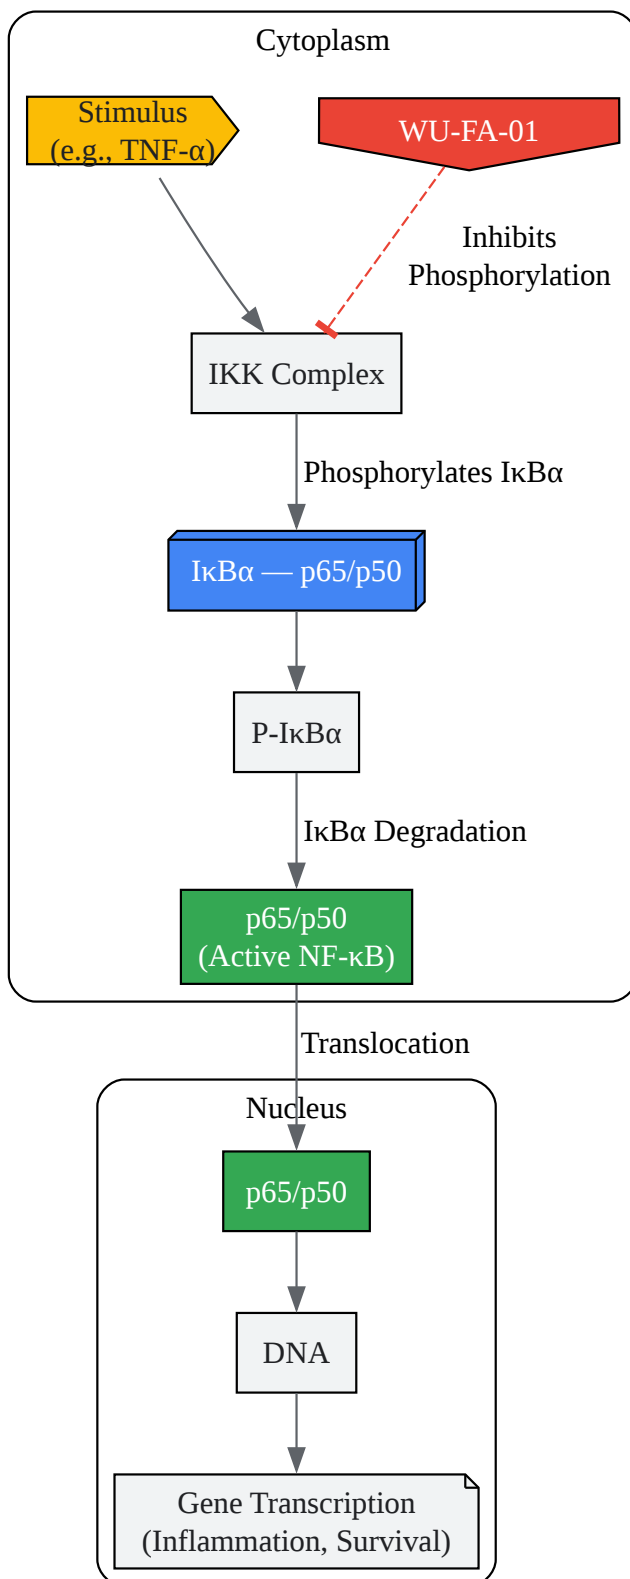 Cytoplasm
Stimulus
(e.g., TNF-α)
WU-FA-01
Inhibits
Phosphorylation
IKK Complex
Phosphorylates IκBα
IκBα — p65/p50
P-IκBα
IκBα Degradation
p65/p50
(Active NF-κB)
Translocation
Nucleus
p65/p50
DNA
Gene Transcription
(Inflammation, Survival)